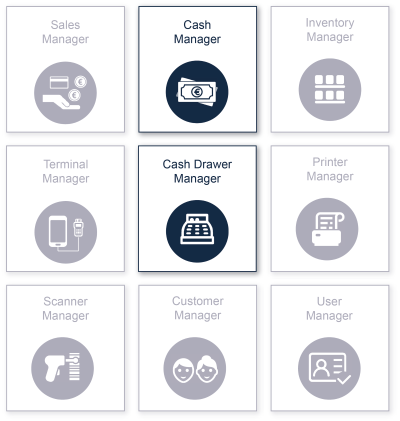 Sales
Manager
Cash
Manager
Inventory
Manager
Terminal
Manager
Cash Drawer
Manager
Printer
Manager
Scanner
Manager
Customer
Manager
User
Manager